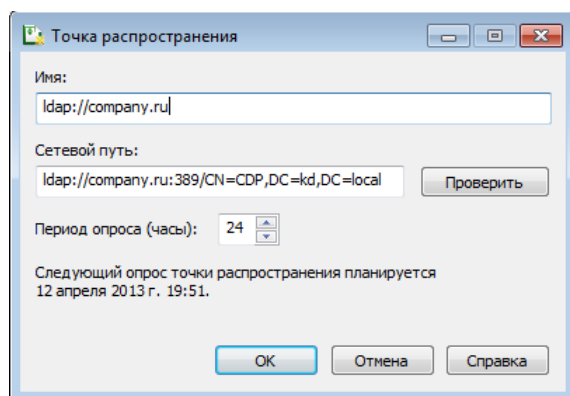 Точка распространения
Имя:
ldap://company.ru
Сетевой путь:
ldap://company.ru:389/CN=CDP,DC=kd,DC=local
Проверить
Период опроса (часы):
24
Следующий опрос точки распространения планируется
12 апреля 2013 г. 19:51.
OK
Отмена
Справка